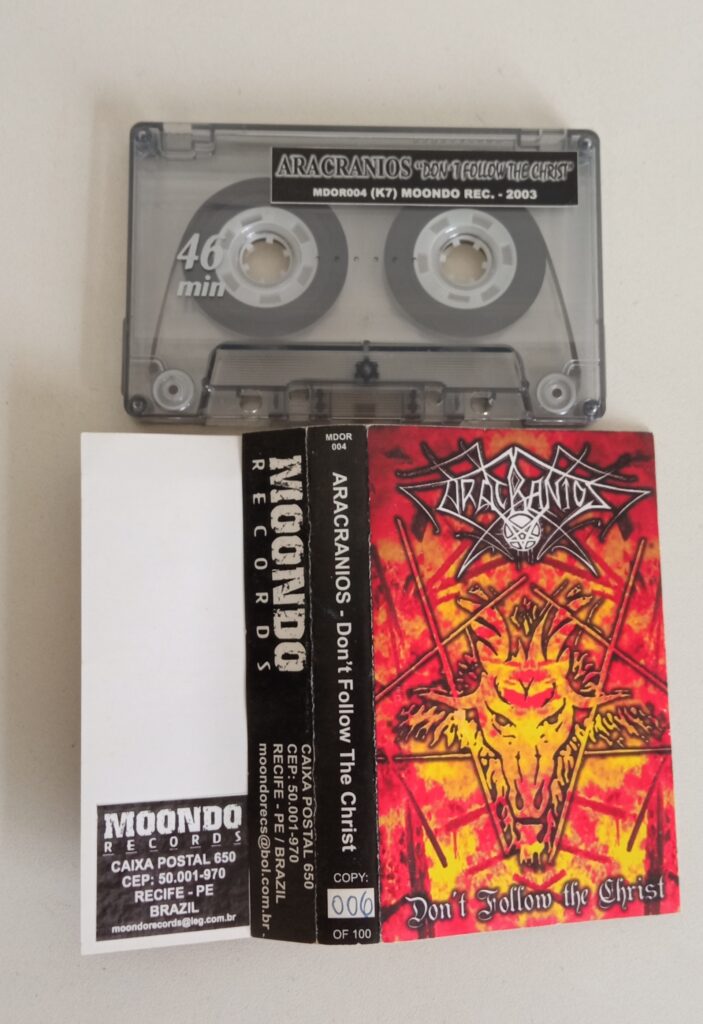 ARACRANIOS "DON´T FOLLOW THE CHRIST"
MDOR004 (K7) MOONDO REC. - 2003
46
min
MOONDO
RECORDS
CAIXA POSTAL 650
CEP: 50.001-970
RECIFE - PE
BRAZIL
moondorecords@ieg.com.br
MOONDO
RECORDS
CAIXA POSTAL 650
CEP: 50.001-970
RECIFE - PE / BRAZIL
moondorecs@bol.com.br -
MDOR
004
ARACRANIOS - Don't Follow The Christ
COPY:
006
OF 100
ARACRANIOS
Don´t Follow the Christ